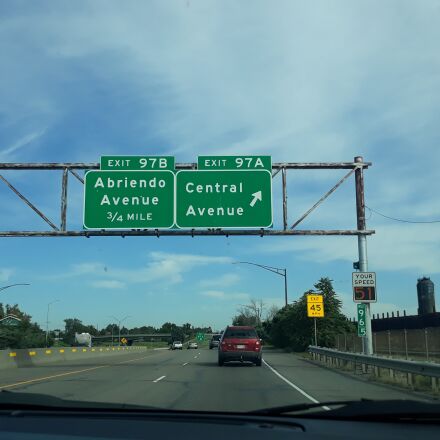 EXIT 97B
Abriendo
Avenue
3/4 MILE
EXIT 97A
Central
Avenue
YOUR
SPEED
EXIT
45
M.P.H.